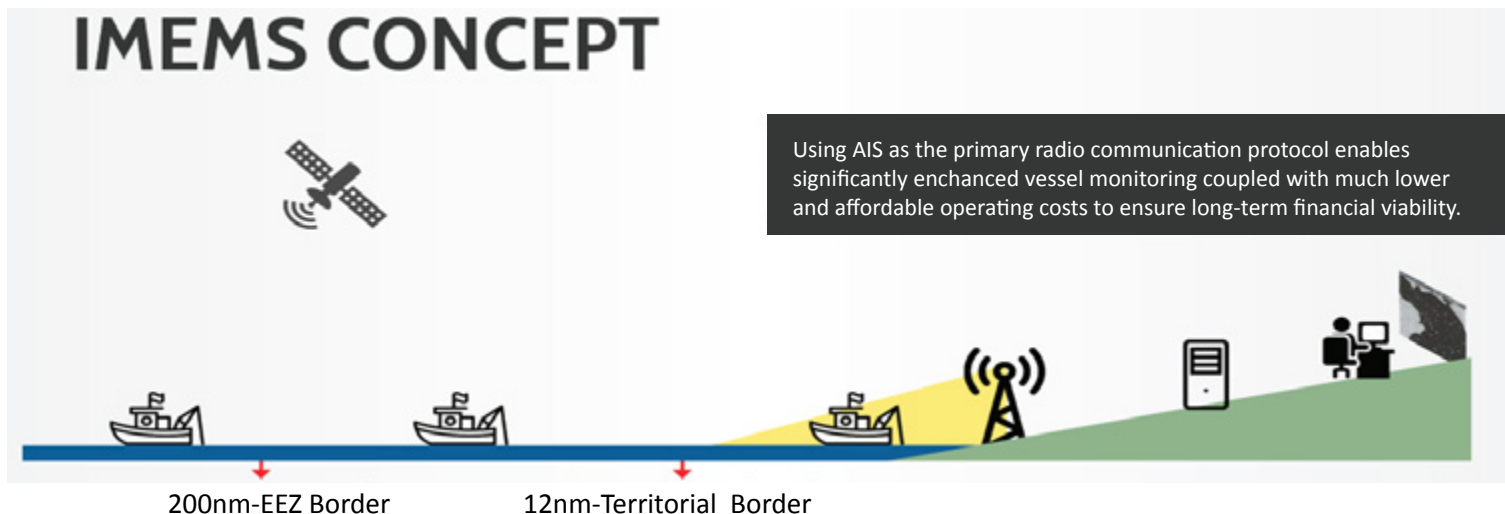 IMEMS CONCEPT
Using AIS as the primary radio communication protocol enables
significantly enchanced vessel monitoring coupled with much lower
and affordable operating costs to ensure long-term financial viability.
200nm-EEZ Border
12nm-Territorial Border